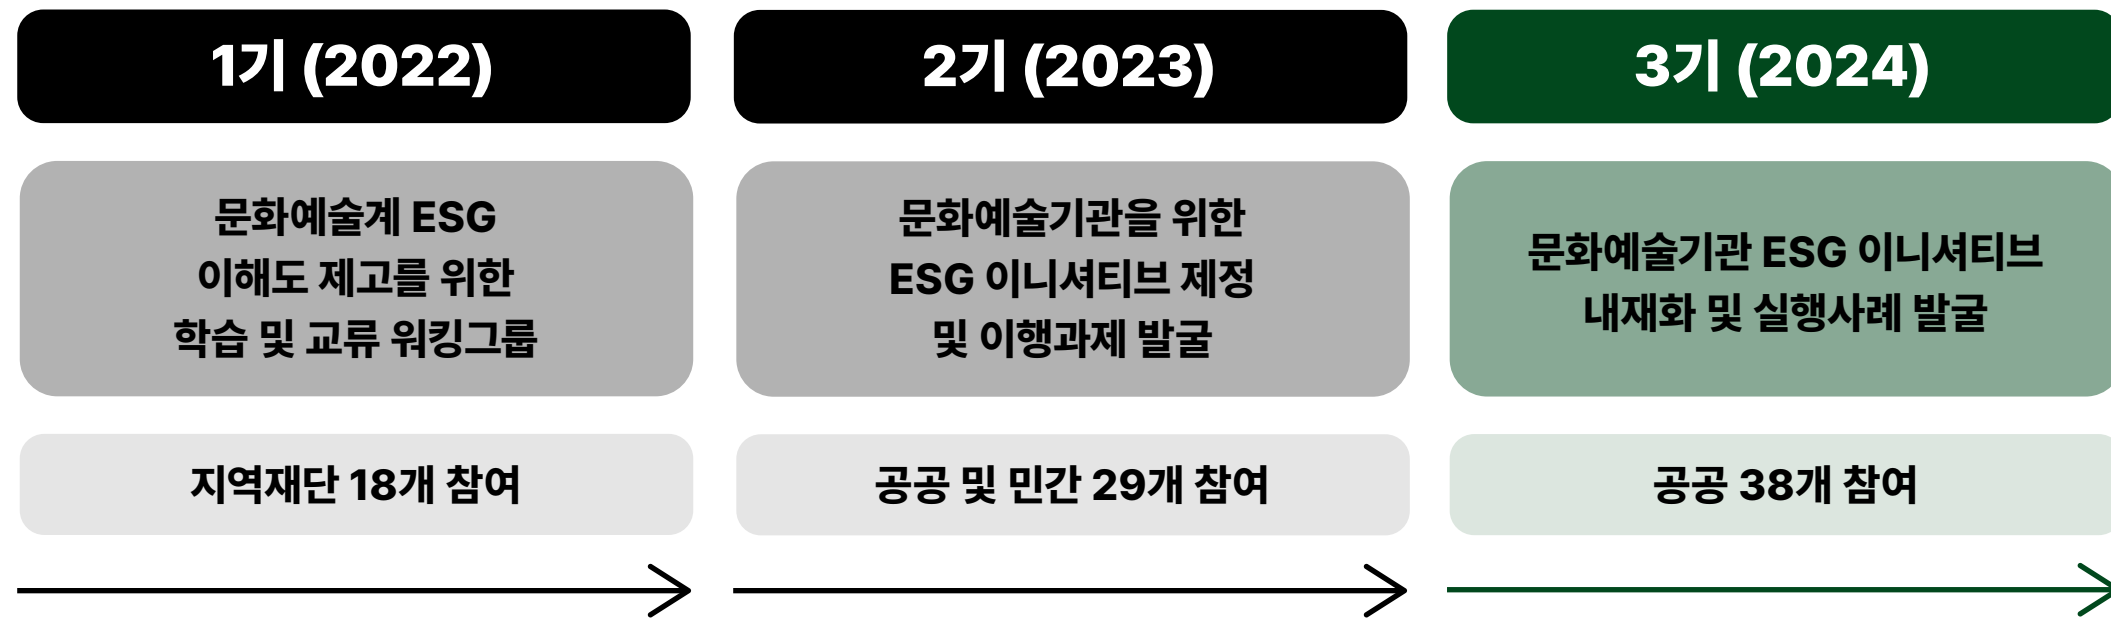 1기 (2022)
문화예술계 ESG
이해도 제고를 위한
학습 및 교류 워킹그룹
지역재단 18개 참여
2기 (2023)
문화예술기관을 위한
ESG 이니셔티브 제정
및 이행과제 발굴
공공 및 민간 29개 참여
3기 (2024)
문화예술기관 ESG 이니셔티브
내재화 및 실행사례 발굴
공공 38개 참여